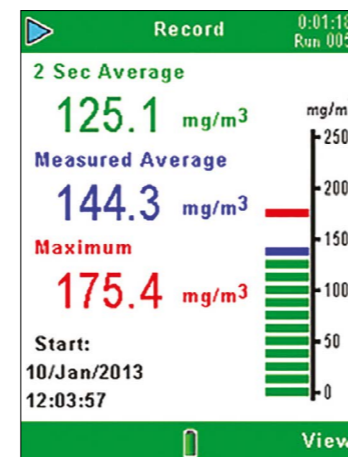 Record
0:01:18
Run 005
2 Sec Average
125.1 mg/m3
Measured Average
144.3 mg/m3
Maximum
175.4 mg/m3
Start:
10/Jan/2013
12:03:57
mg/m
250
200
150
100
50
0
View